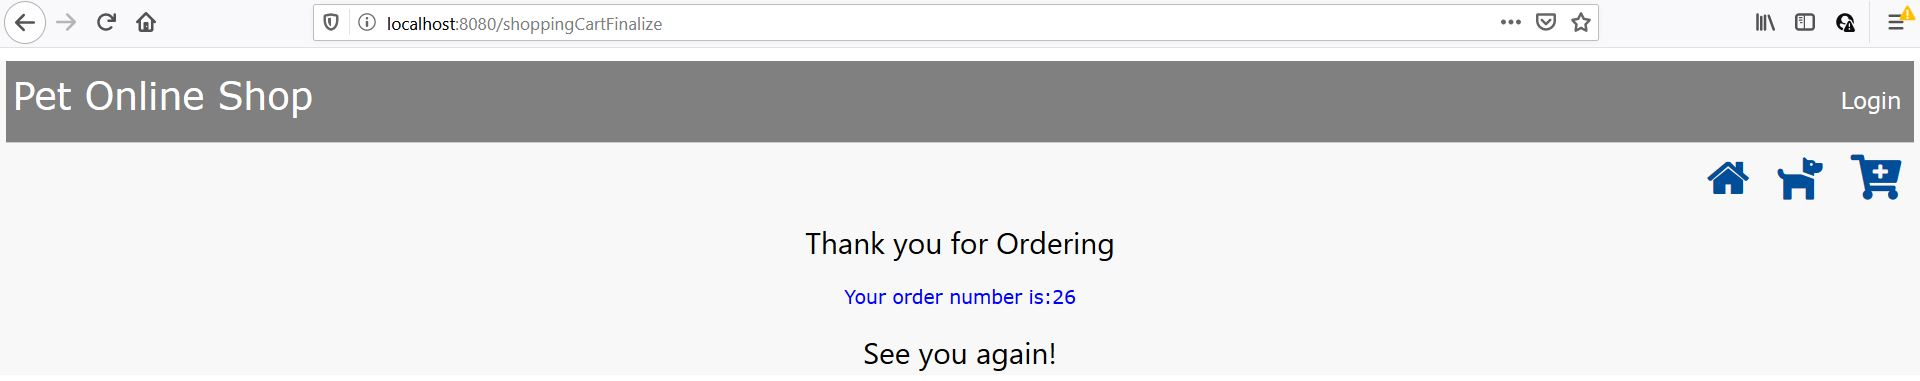 localhost:8080/shoppingCartFinalize
Pet Online Shop
Login
Thank you for Ordering
Your order number is:26
See you again!